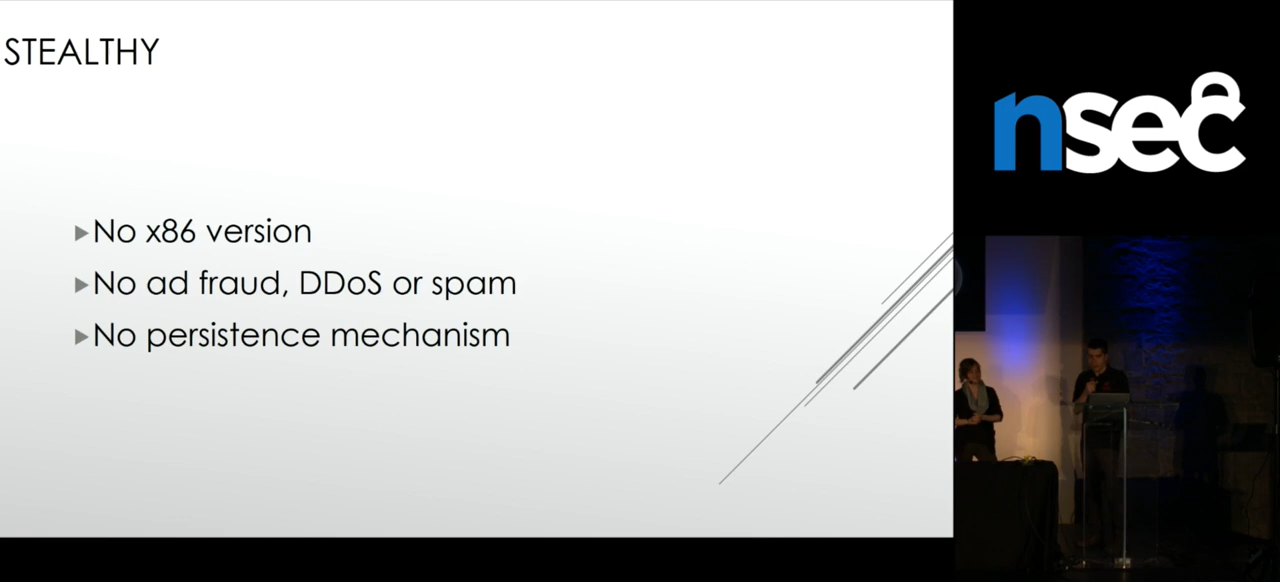 STEALTHY
No x86 version
No ad fraud, DDoS or spam
No persistence mechanism
nsec